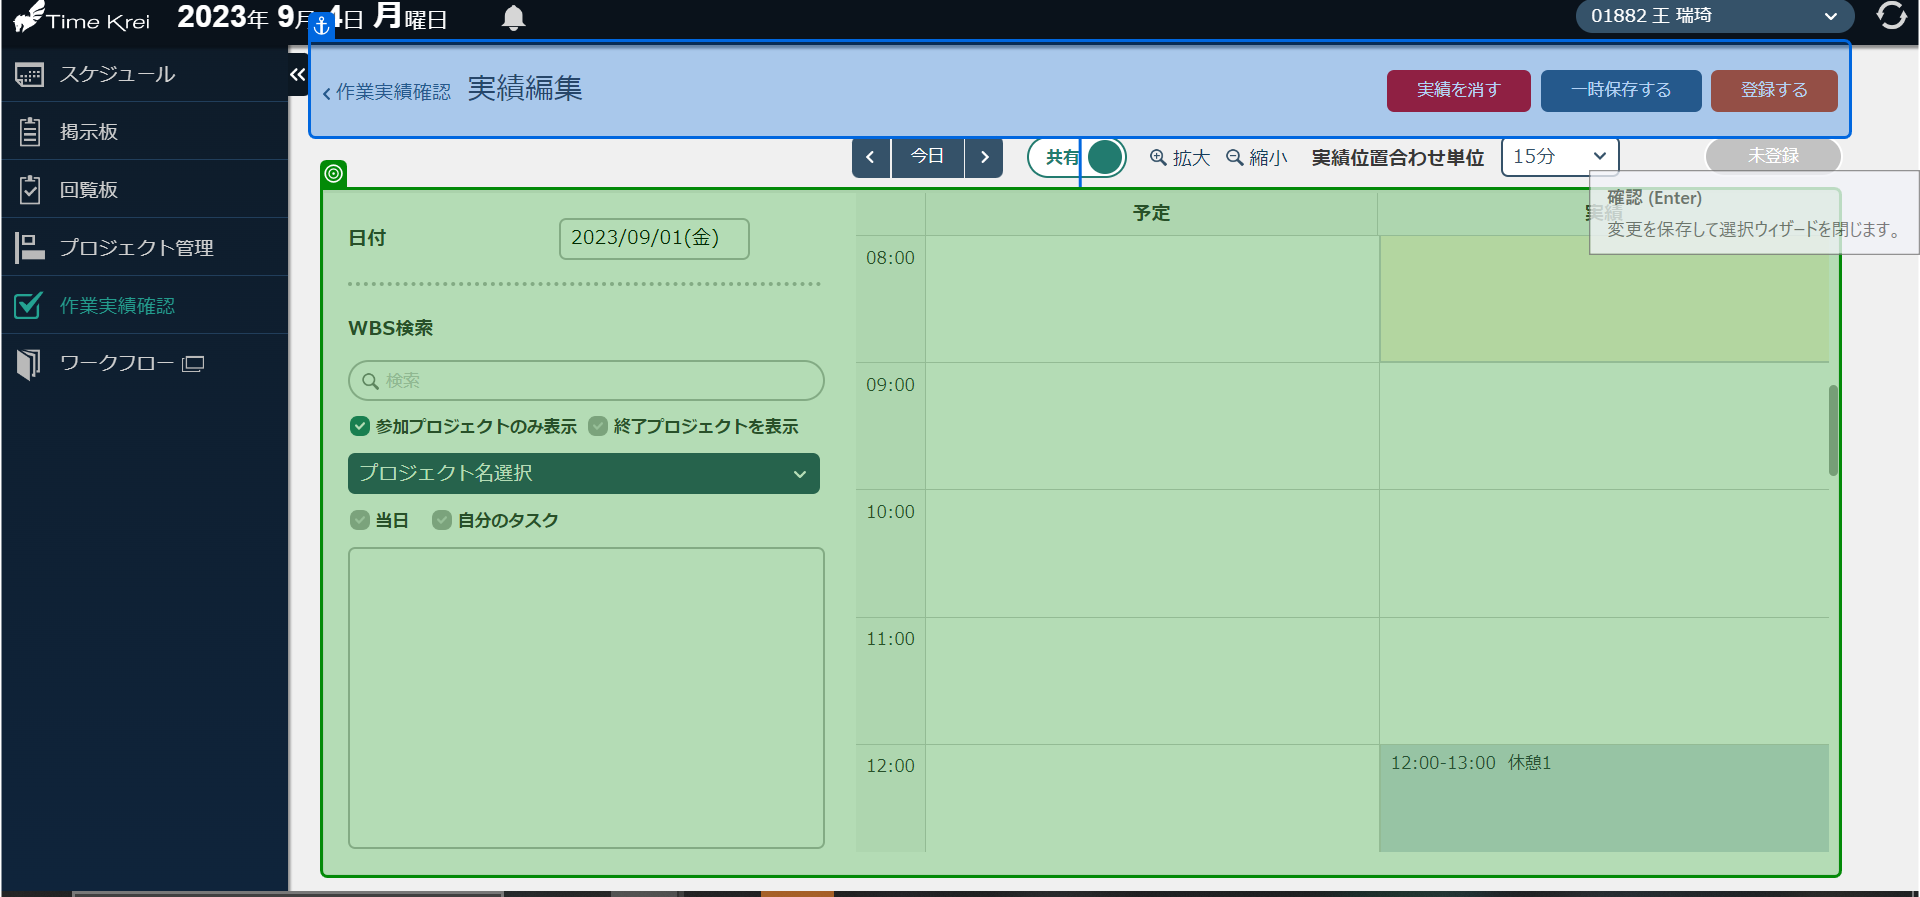 Time Krei 2023年 9月 4日 月曜日
01882 王 瑞琦
スケジュール
掲示板
回覧板
プロジェクト管理
作業実績確認
ワークフロー
作業実績確認 実績編集
実績を消す 一時保存する 登録する
今日 共有 拡大 縮小 実績位置合わせ単位 15分 未登録
確認 (Enter)
変更を保存して選択ウィザードを閉じます。
日付 2023/09/01(金)
WBS検索
検索
参加プロジェクトのみ表示 終了プロジェクトを表示
プロジェクト名選択
当日 自分のタスク
予定 実績
08:00
09:00
10:00
11:00
12:00
12:00-13:00 休憩1